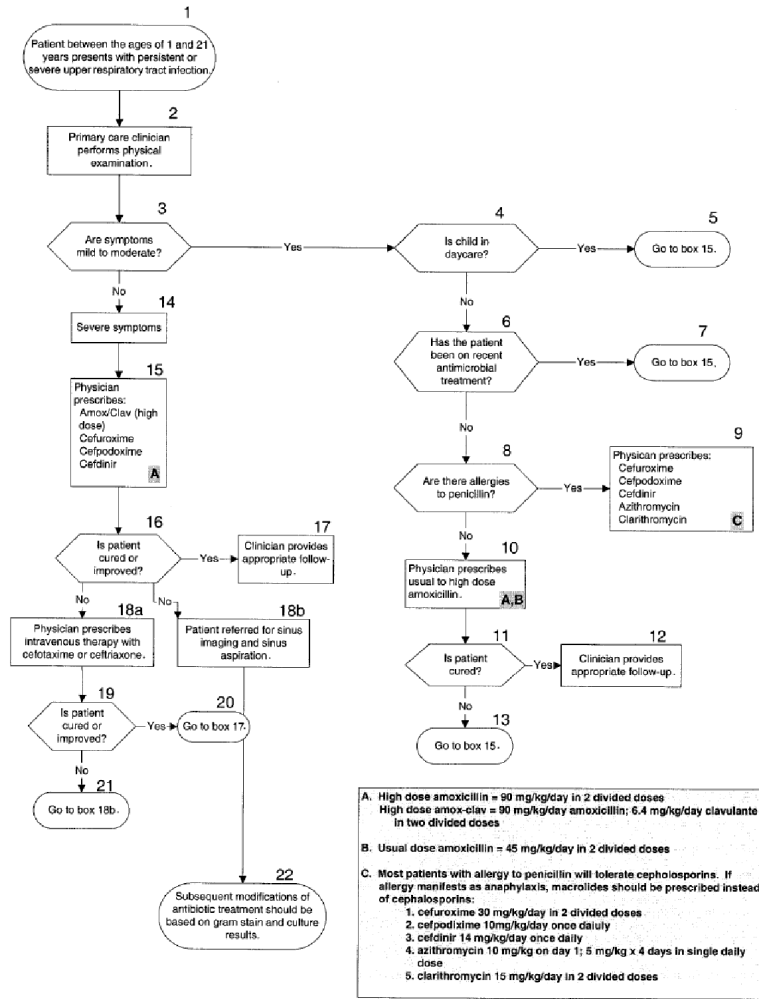 1
Patient between the ages of 1 and 21
years presents with persistent or
severe upper respiratory tract infection.
2
Primary care clinician
performs physical
examination.
3
Are symptoms
mild to moderate?
Yes
4
Is child in
daycare?
Yes
5
Go to box 15.
No
No
14
Severe symptoms
6
Has the patient
been on recent
antimicrobial
treatment?
Yes
7
Go to box 15.
15
Physician
prescribes:
Amox/Clav (high
dose)
Cefuroxime
Cefpodoxime
Cefdinir
A
No
8
Are there allergies
to penicillin?
Yes
9
Physican prescribes:
Cefuroxime
Cefpodoxime
Cefdinir
Azithromycin
Clarithromycin
C
16
Is patient
cured or
improved?
Yes
17
Clinician provides
appropriate follow-
up.
No
10
Physician prescribes
usual to high dose
amoxicillin.
A,B
No
No
18a
Physician prescribes
intravenous therapy with
cefotaxime or ceftriaxone.
18b
Patient referred for sinus
imaging and sinus
aspiration.
11
Is patient
cured?
Yes
12
Clinician provides
appropriate follow-up.
19
Is patient
cured or
improved?
Yes
20
Go to box 17.
No
13
Go to box 15.
No
21
Go to box 18b.
22
Subsequent modifications of
antibiotic treatment should be
based on gram stain and culture
results.
A. High dose amoxicillin = 90 mg/kg/day in 2 divided doses
High dose amox-clav = 90 mg/kg/day amoxicillin; 6.4 mg/kg/day clavulante
in two divided doses
B. Usual dose amoxicillin = 45 mg/kg/day in 2 divided doses
C. Most patients with allergy to penicillin will tolerate cepholosporins. If
allergy manifests as anaphylaxis, macrolides should be prescribed instead
of cephalosporins:
1. cefuroxime 30 mg/kg/day in 2 divided doses
2. cefpodixime 10mg/kg/day once daiuly
3. cefdinir 14 mg/kg/day once daily
4. azithromycin 10 mg/kg on day 1; 5 mg/kg x 4 days in single daily
dose
5. clarithromycin 15 mg/kg/day in 2 divided doses